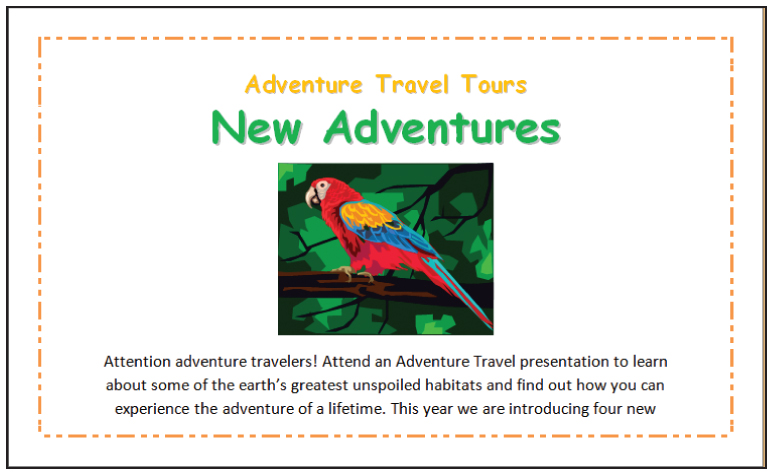 Adventure Travel Tours
New Adventures
Attention adventure travelers! Attend an Adventure Travel presentation to learn
about some of the earth's greatest unspoiled habitats and find out how you can
experience the adventure of a lifetime. This year we are introducing four new